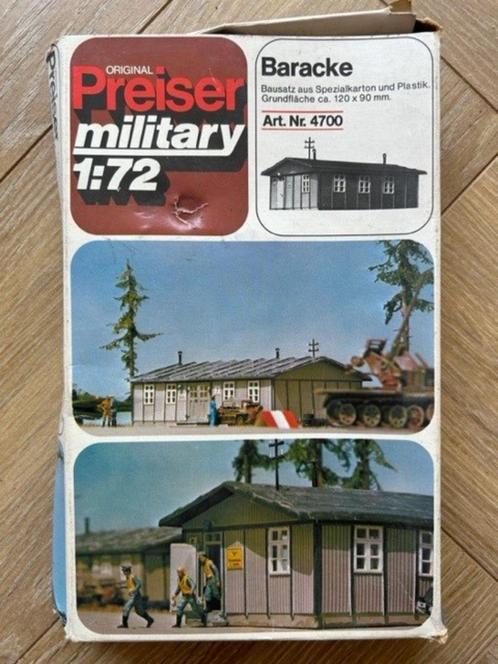 Preiser
ORIGINAL
Preiser
military
1:72
Baracke
Bausatz aus Spezialkarton und Plastik.
Grundfläche ca. 120 x 90 mm.
Art. Nr. 4700